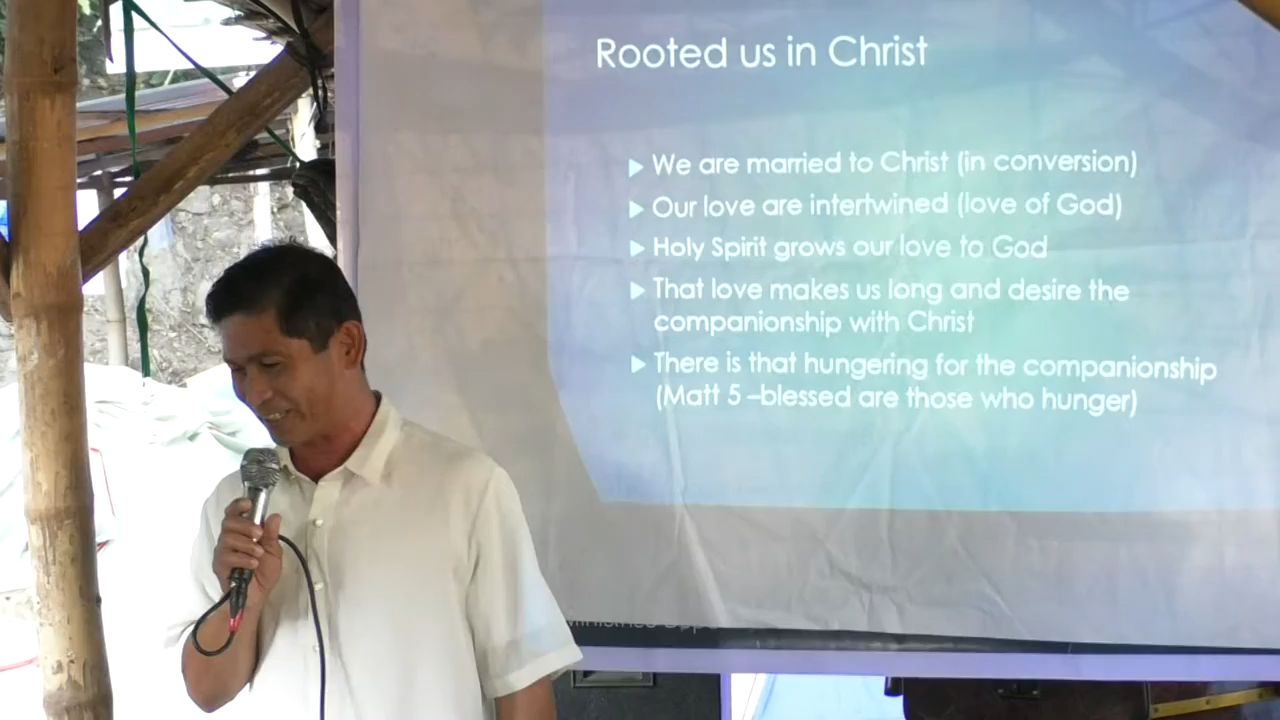 Rooted us in Christ
We are married to Christ (in conversion)
Our love are intertwined (love of God)
Holy Spirit grows our love to God
That love makes us long and desire the
companionship with Christ
There is that hungering for the companionship
(Matt 5 –blessed are those who hunger)